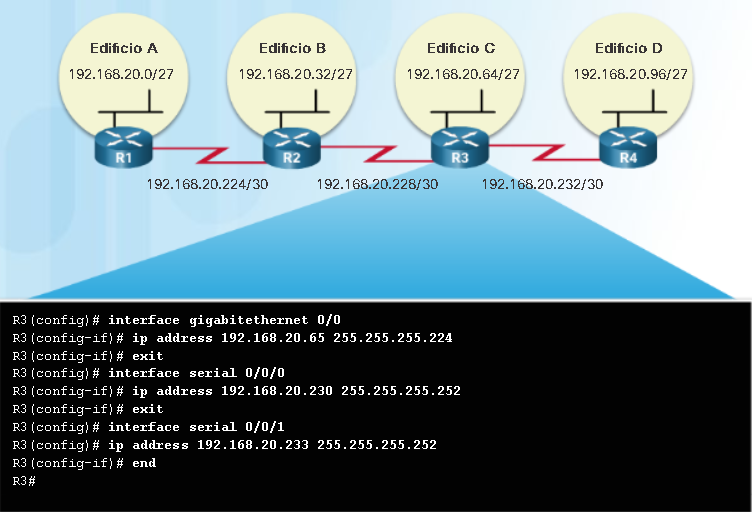 Edificio A
Edificio B
Edificio C
Edificio D
192.168.20.0/27
192.168.20.32/27
192.168.20.64/27
192.168.20.96/27
R1
R2
R3
R4
192.168.20.224/30
192.168.20.228/30
192.168.20.232/30
R3(config)# interface gigabitethernet 0/0
R3(config-if)# ip address 192.168.20.65 255.255.255.224
R3(config-if)# exit
R3(config)# interface serial 0/0/0
R3(config-if)# ip address 192.168.20.230 255.255.255.252
R3(config-if)# exit
R3(config)# interface serial 0/0/1
R3(config)# ip address 192.168.20.233 255.255.255.252
R3(config-if)# end
R3#